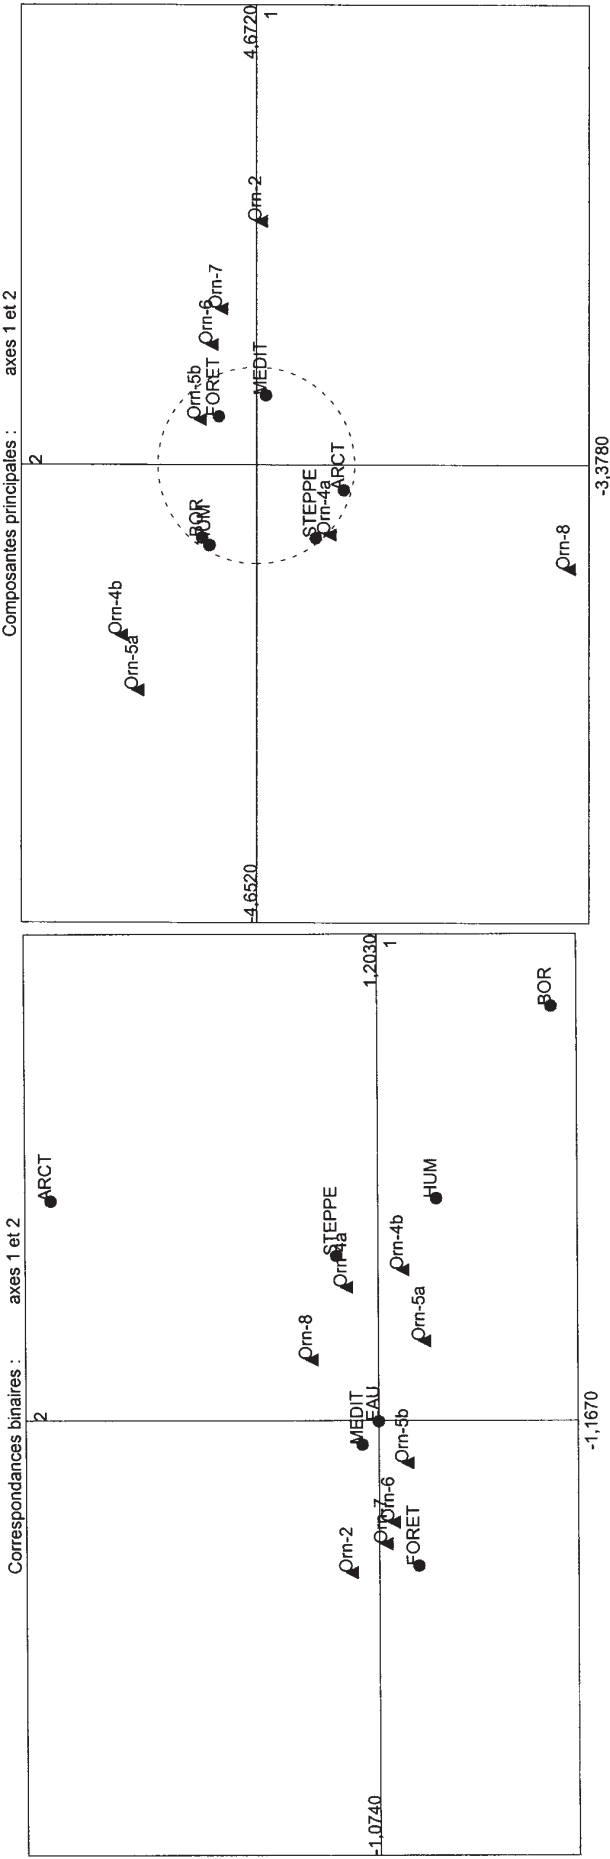 Correspondances binaires : axes 1 et 2
2
ARCT
Orn-8
STEPPE
Orn-4a
Orn-2
MEDIT
EAU
-1,0740
1,2030
Orn-7
Orn-6
1
Orn-4b
Orn-5b
FORET
Orn-5a
HUM
BOR
-1,1670
Composantes principales : axes 1 et 2
2
Orn-4b
Orn-5a
Orn-5b
BOR
HUM
Orn-6
FORET
Orn-7
-4,6520
4,6720
Orn-2
MEDIT
1
STEPPE
Orn-4a
ARCT
Orn-8
-3,3780